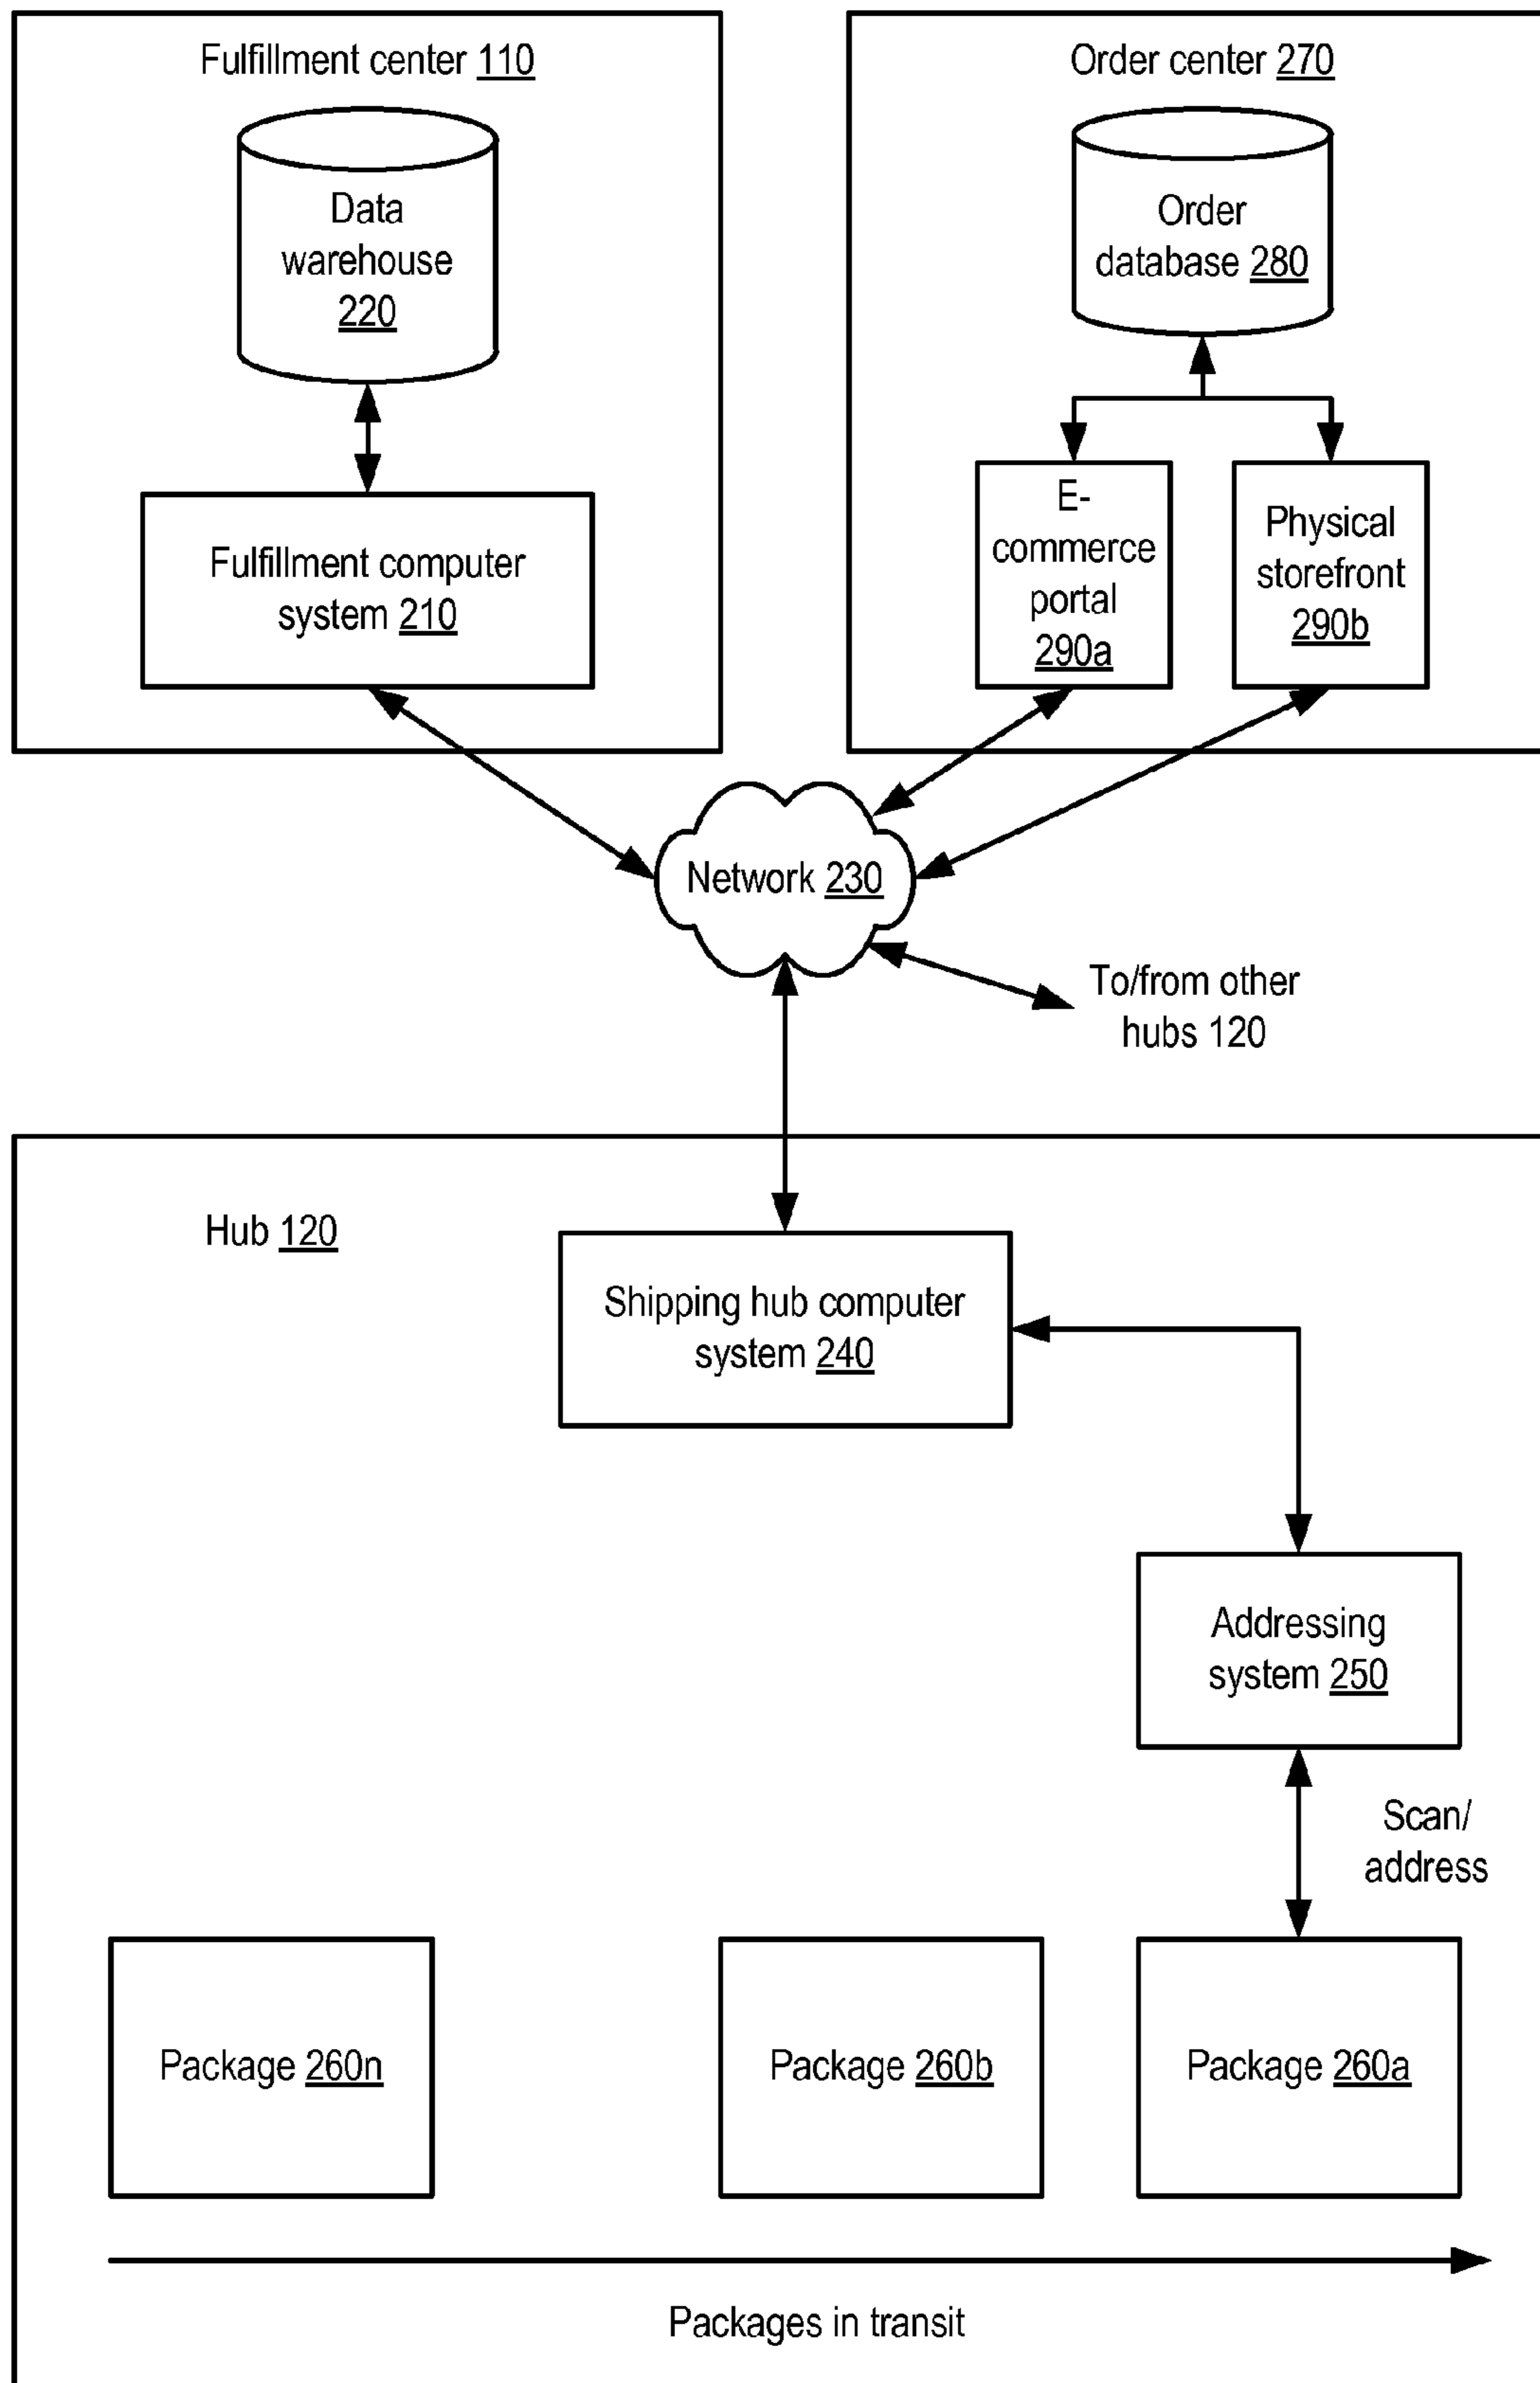 Fulfillment center 110
Data
warehouse
220
Fulfillment computer
system 210
Order center 270
Order
database 280
E-
commerce
portal
290a
Physical
storefront
290b
Network 230
To/from other
hubs 120
Hub 120
Shipping hub computer
system 240
Addressing
system 250
Scan/
address
Package 260n
Package 260b
Package 260a
Packages in transit